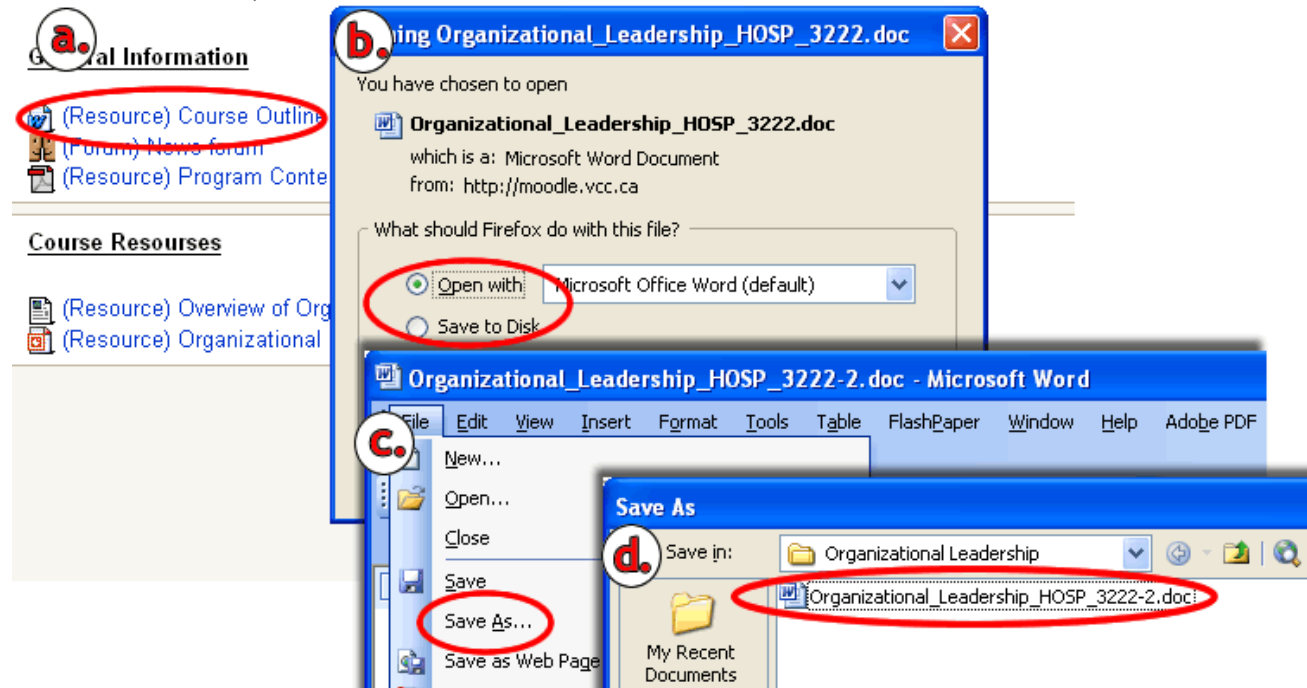 a.
General Information
(Resource) Course Outline
(Forum) News forum
(Resource) Program Conte
Course Resourses
(Resource) Overview of Org
(Resource) Organizational
b.
ning Organizational_Leadership_HOSP_3222.doc
You have chosen to open
Organizational_Leadership_HOSP_3222.doc
which is a: Microsoft Word Document
from: http://moodle.vcc.ca
What should Firefox do with this file?
Open with Microsoft Office Word (default)
Save to Disk
Organizational_Leadership_HOSP_3222-2.doc - Microsoft Word
c.
File Edit View Insert Format Tools Table FlashPaper Window Help Adobe PDF
New...
Open...
Close
Save
Save As...
Save as Web Page
Save As
d.
Save in: Organizational Leadership
Organizational_Leadership_HOSP_3222-2.doc
My Recent
Documents